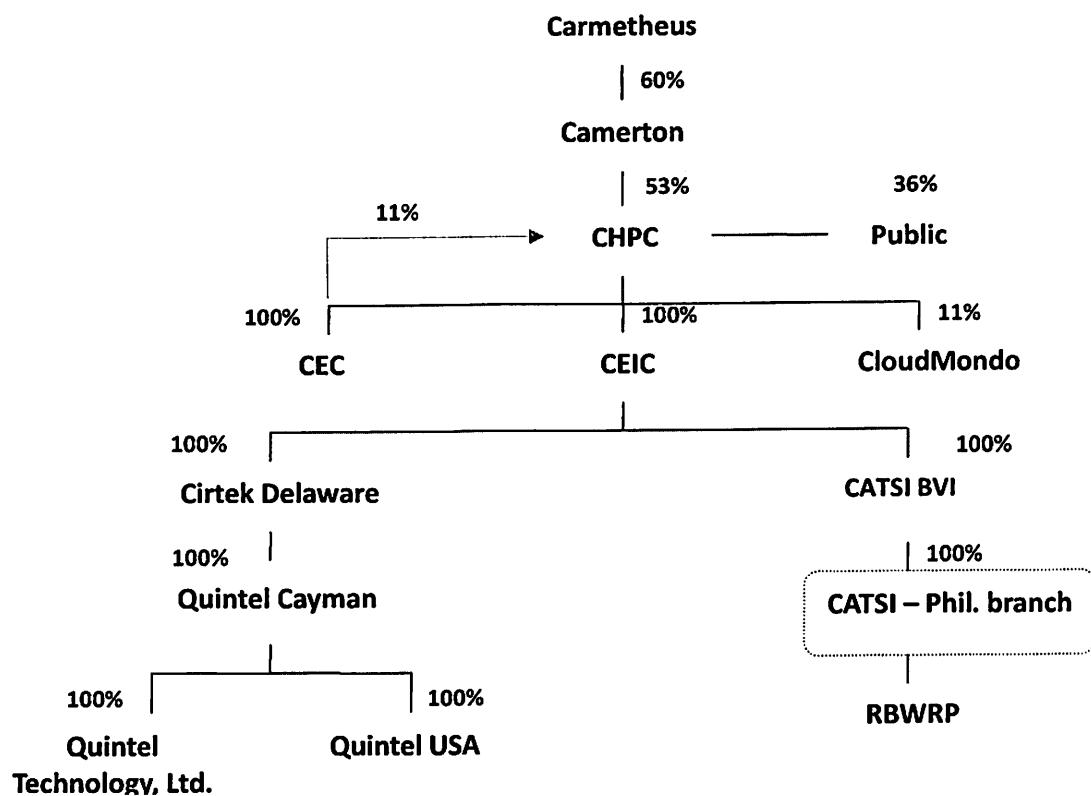 Carmetheus
60%
Camerton
53%
36%
11%
CHPC
Public
100%
100%
11%
CEC
CEIC
CloudMondo
100%
100%
Cirtek Delaware
CATSI BVI
100%
100%
Quintel Cayman
CATSI – Phil. branch
100%
100%
RBWRP
Quintel
Technology, Ltd.
Quintel USA